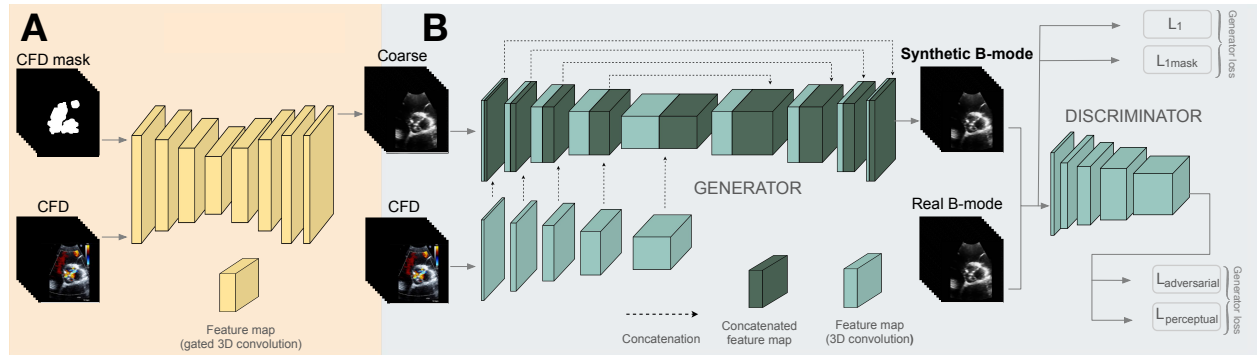 A
B
CFD mask
Coarse
Synthetic B-mode
L1
L1mask
Generator loss
DISCRIMINATOR
GENERATOR
CFD
CFD
Real B-mode
Feature map
(gated 3D convolution)
Concatenation
Concatenated
feature map
Feature map
(3D convolution)
Ladversarial
Lperceptual
Generator loss